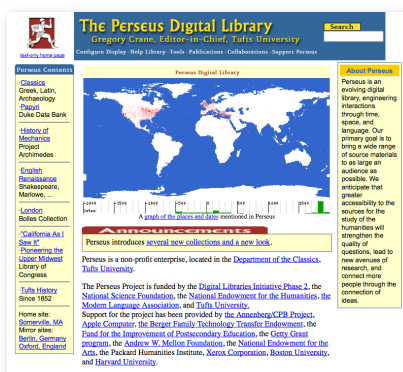 The Perseus Digital Library
Gregory Crane, Editor-in-Chief, Tufts University
Search
text-only home page
Configure Display · Help Library · Tools · Publications · Collaborations · Support Perseus
Perseus Contents
·Classics
Greek, Latin,
Archaeology
·Papyri
Duke Data Bank
·History of
Mechanics
Project
Archimedes
·English
Renaissance
Shakespeare,
Marlowe, ...
·London
Bolles Collection
·"California As I
Saw It"
·Pioneering the
Upper Midwest
Library of
Congress
·Tufts History
Since 1852
Home site:
Somerville, MA
Mirror sites:
Berlin, Germany
Oxford, England
Perseus Digital Library
A graph of the places and dates mentioned in Perseus
Announcements
Perseus introduces several new collections and a new look.
Perseus is a non-profit enterprise, located in the Department of the Classics,
Tufts University.
The Perseus Project is funded by the Digital Libraries Initiative Phase 2, the
National Science Foundation, the National Endowment for the Humanities, the
Modern Language Association, and Tufts University.
Support for the project has been provided by the Annenberg/CPB Project,
Apple Computer, the Berger Family Technology Transfer Endowment, the
Fund for the Improvement of Postsecondary Education, the Getty Grant
program, the Andrew W. Mellon Foundation, the National Endowment for the
Arts, the Packard Humanities Institute, Xerox Corporation, Boston University,
and Harvard University.
About Perseus
Perseus is an
evolving digital
library, engineering
interactions
through time,
space, and
language. Our
primary goal is to
bring a wide range
of source materials
to as large an
audience as
possible. We
anticipate that
greater
accessibility to the
sources for the
study of the
humanities will
strengthen the
quality of
questions, lead to
new avenues of
research, and
connect more
people through the
connection of
ideas.